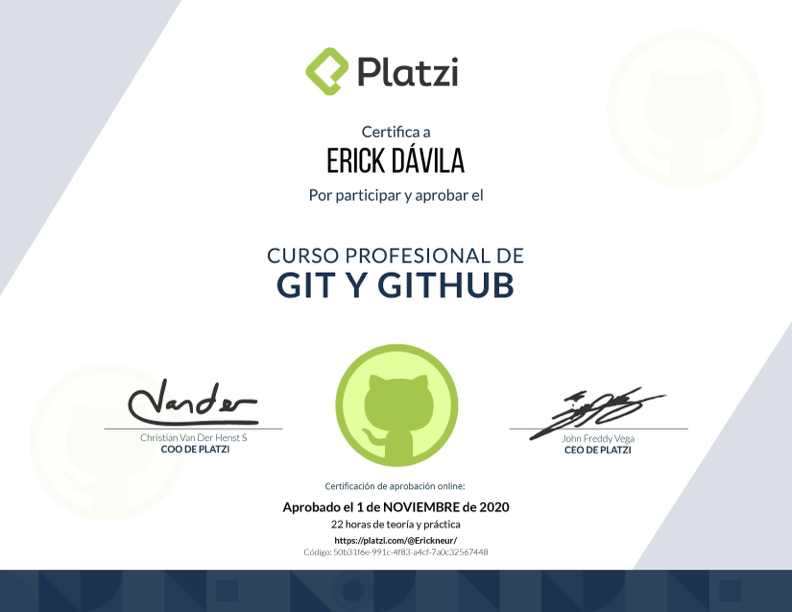 Platzi
Certifica a
ERICK DÁVILA
Por participar y aprobar el
CURSO PROFESIONAL DE
GIT Y GITHUB
Vander
Christian Van Der Henst S
COO DE PLATZI
John Freddy Vega
CEO DE PLATZI
Certificación de aprobación online:
Aprobado el 1 de NOVIEMBRE de 2020
22 horas de teoría y práctica
https://platzi.com/@Erickneur/
Código: 50b31f6e-991c-4f83-a4cf-7a0c32567448